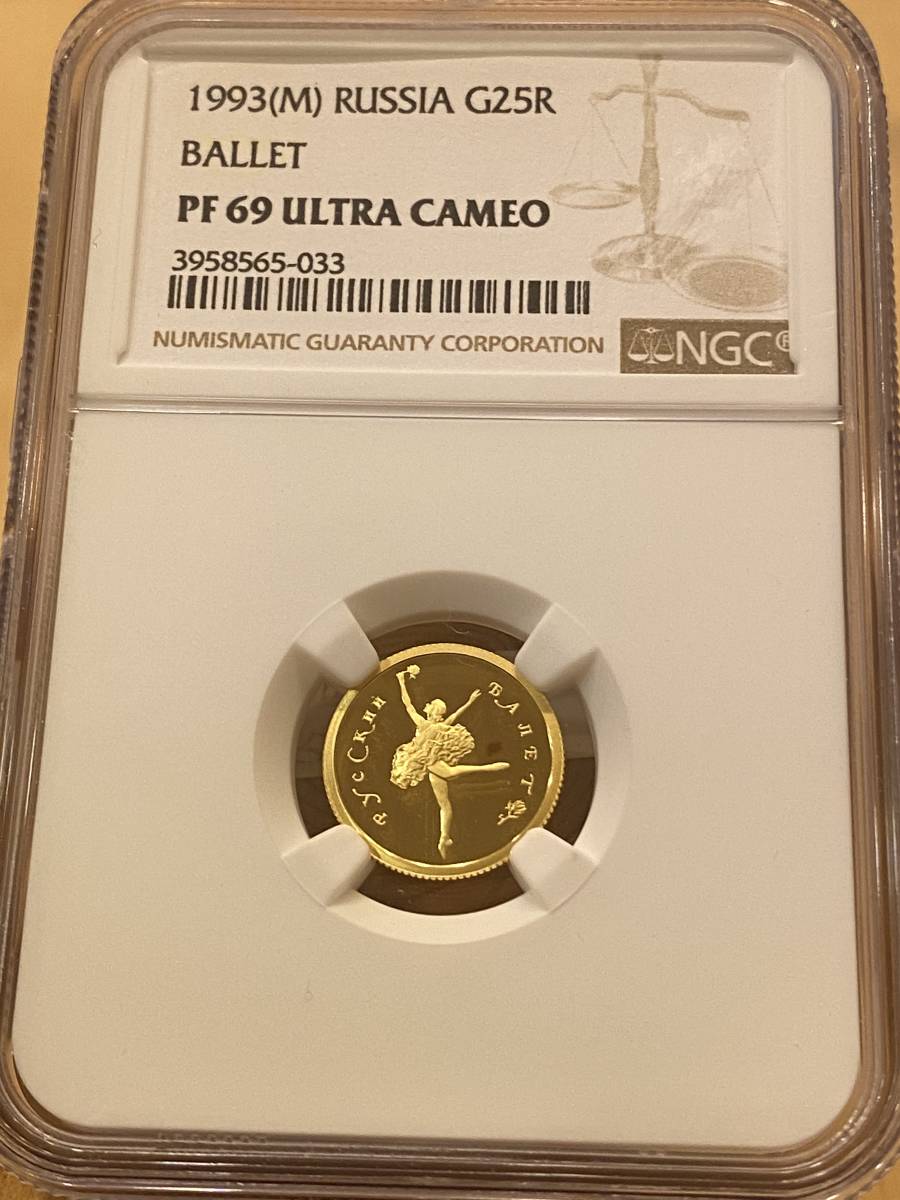 1993(M) RUSSIA G25R
BALLET
PF 69 ULTRA CAMEO
3958565-033
NUMISMATIC GUARANTY CORPORATION
NGC®
РУССКИЙ БАЛЕТ